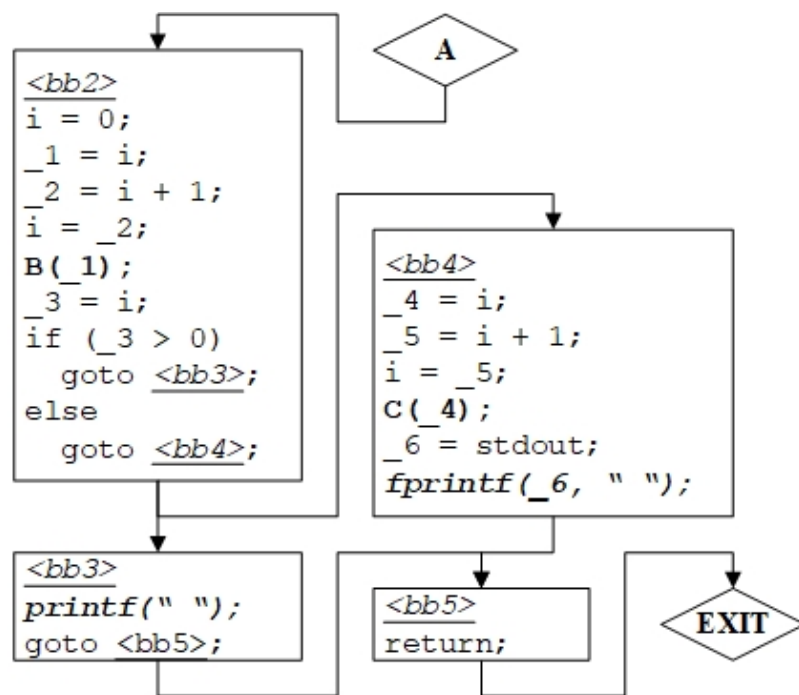 A
<bb2>
i = 0;
_1 = i;
_2 = i + 1;
i = _2;
B(_1);
_3 = i;
if (_3 > 0)
goto <bb3>;
else
goto <bb4>;
<bb4>
_4 = i;
_5 = i + 1;
i = _5;
C(_4);
_6 = stdout;
fprintf(_6, “ “);
<bb3>
printf(“ “);
goto <bb5>;
<bb5>
return;
EXIT